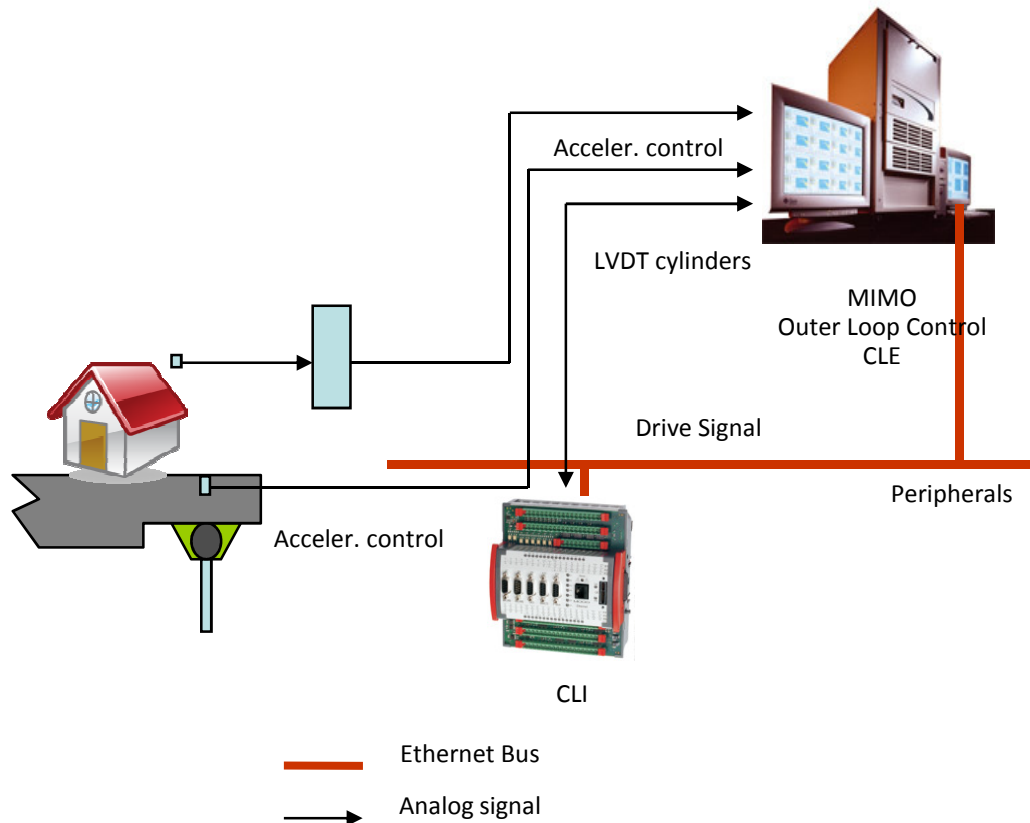 Acceler. control
LVDT cylinders
MIMO
Outer Loop Control
CLE
Drive Signal
Peripherals
Acceler. control
CLI
Ethernet Bus
Analog signal